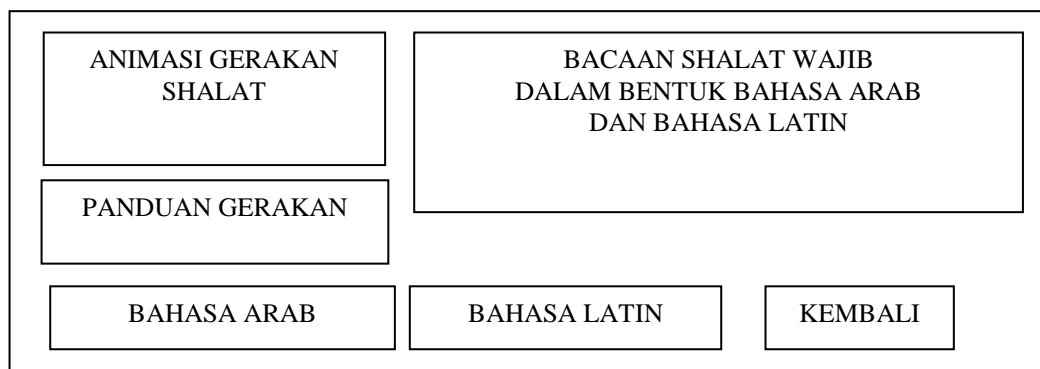 ANIMASI GERAKAN
SHALAT
BACAAN SHALAT WAJIB
DALAM BENTUK BAHASA ARAB
DAN BAHASA LATIN
PANDUAN GERAKAN
BAHASA ARAB
BAHASA LATIN
KEMBALI